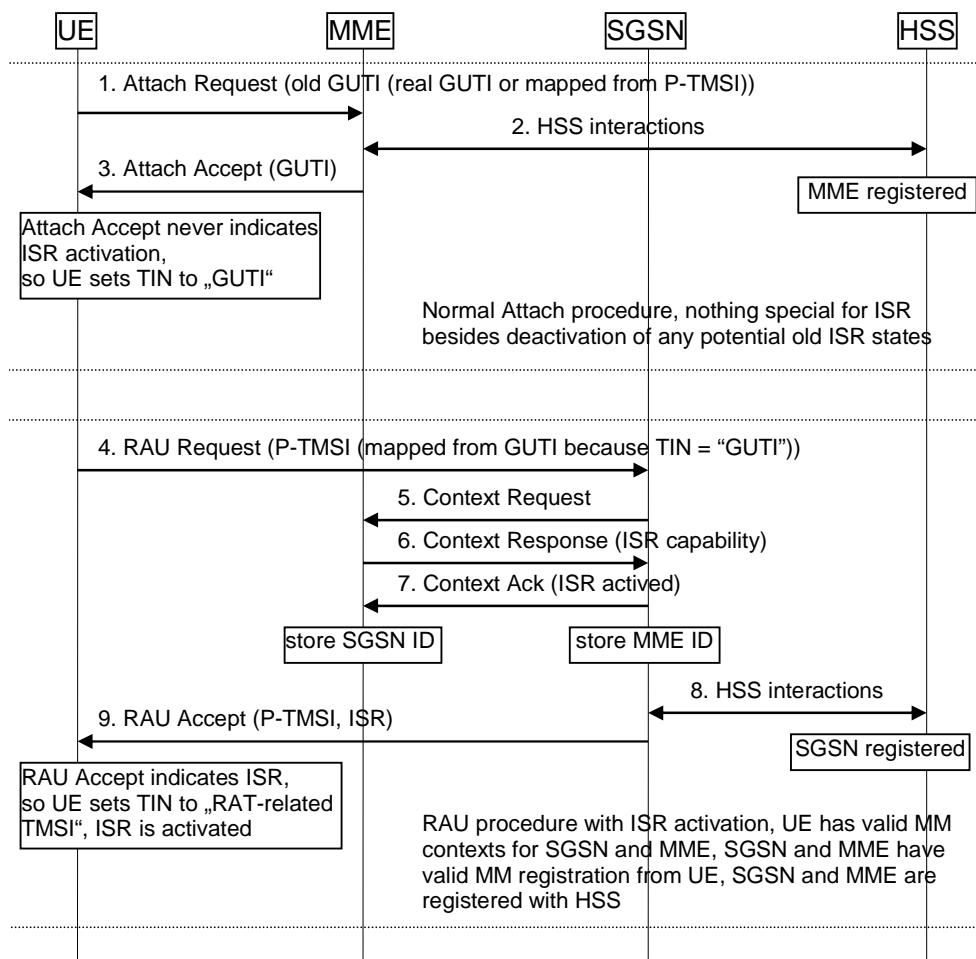 UE MME SGSN HSS
1. Attach Request (old GUTI (real GUTI or mapped from P-TMSI))
2. HSS interactions
3. Attach Accept (GUTI)
MME registered
Attach Accept never indicates
ISR activation,
so UE sets TIN to „GUTI“
Normal Attach procedure, nothing special for ISR
besides deactivation of any potential old ISR states
4. RAU Request (P-TMSI (mapped from GUTI because TIN = “GUTI”))
5. Context Request
6. Context Response (ISR capability)
7. Context Ack (ISR actived)
store SGSN ID
store MME ID
8. HSS interactions
9. RAU Accept (P-TMSI, ISR)
SGSN registered
RAU Accept indicates ISR,
so UE sets TIN to „RAT-related
TMSI“, ISR is activated
RAU procedure with ISR activation, UE has valid MM
contexts for SGSN and MME, SGSN and MME have
valid MM registration from UE, SGSN and MME are
registered with HSS